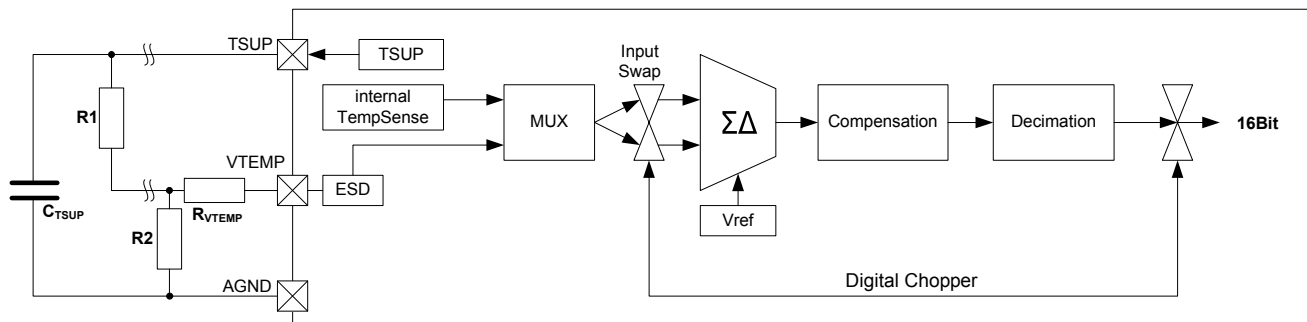 TSUP
TSUP
Input
Swap
internal
TempSense
R1
MUX
ΣΔ
Compensation
Decimation
16Bit
VTEMP
ESD
CTSUP
RVTEMP
Vref
R2
AGND
Digital Chopper